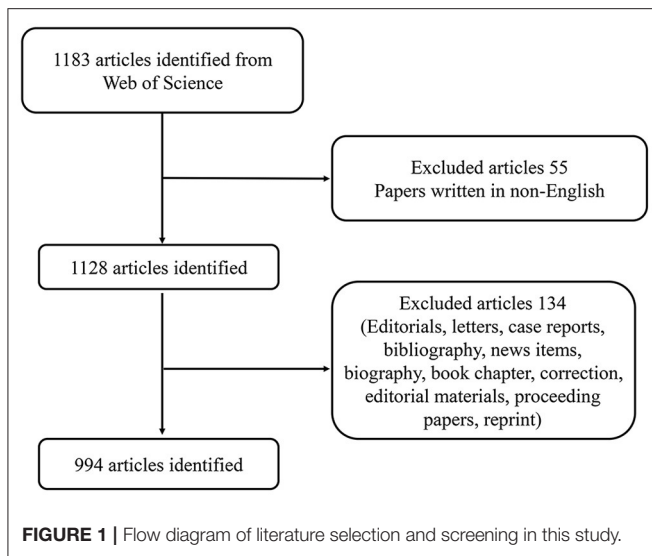 1183 articles identified from
Web of Science
Excluded articles 55
Papers written in non-English
1128 articles identified
Excluded articles 134
(Editorials, letters, case reports,
bibliography, news items,
biography, book chapter, correction,
editorial materials, proceeding
papers, reprint)
994 articles identified
FIGURE 1 | Flow diagram of literature selection and screening in this study.